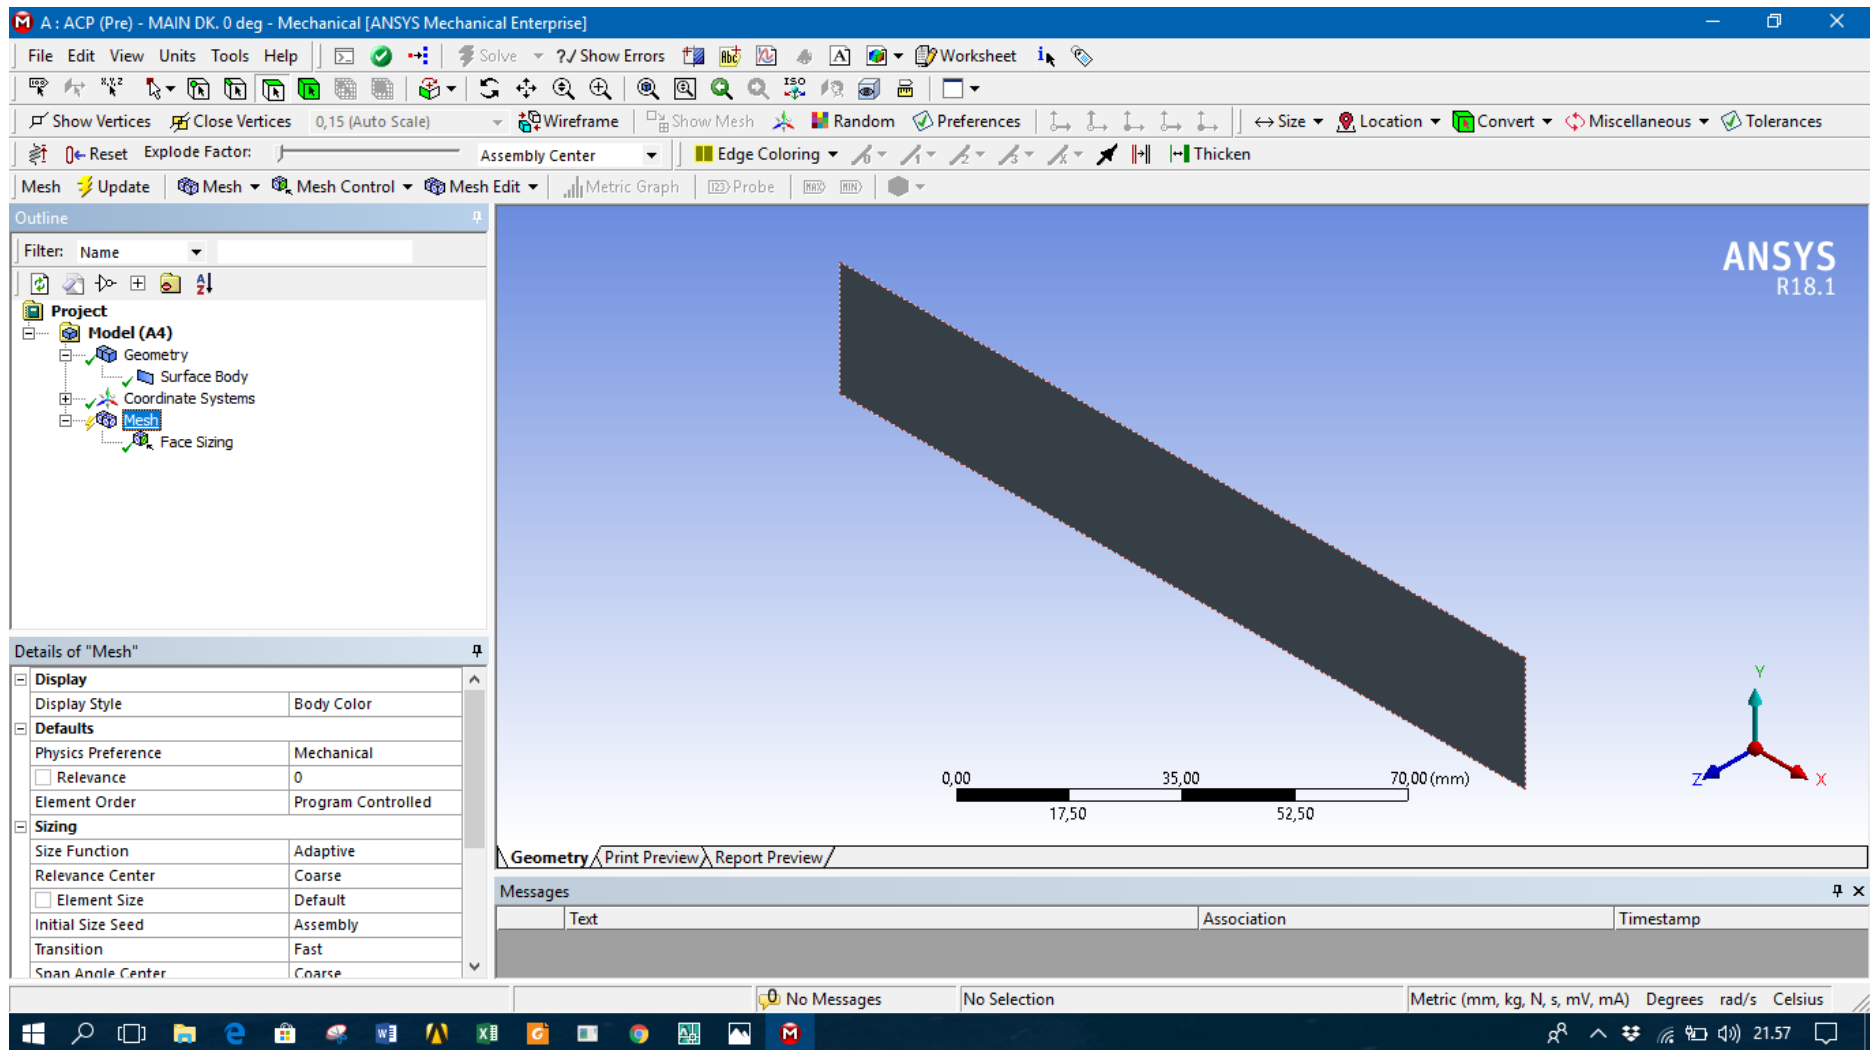 A : ACP (Pre) - MAIN DK. 0 deg - Mechanical [ANSYS Mechanical Enterprise]
File Edit View Units Tools Help Solve ?/ Show Errors Worksheet
Show Vertices Close Vertices 0,15 (Auto Scale) Wireframe Show Mesh Random Preferences Size Location Convert Miscellaneous Tolerances
Reset Explode Factor: Assembly Center Edge Coloring Thicken
Mesh Update Mesh Mesh Control Mesh Edit Metric Graph Probe
Outline
Filter: Name
Project
Model (A4)
Geometry
Surface Body
Coordinate Systems
Mesh
Face Sizing
Details of "Mesh"
Display
Display Style Body Color
Defaults
Physics Preference Mechanical
Relevance 0
Element Order Program Controlled
Sizing
Size Function Adaptive
Relevance Center Coarse
Element Size Default
Initial Size Seed Assembly
Transition Fast
Span Angle Center Coarse
ANSYS
R18.1
Y
Z
X
0,00 35,00 70,00 (mm)
17,50 52,50
Geometry Print Preview Report Preview
Messages
Text Association Timestamp
0 No Messages No Selection Metric (mm, kg, N, s, mV, mA) Degrees rad/s Celsius
21.57